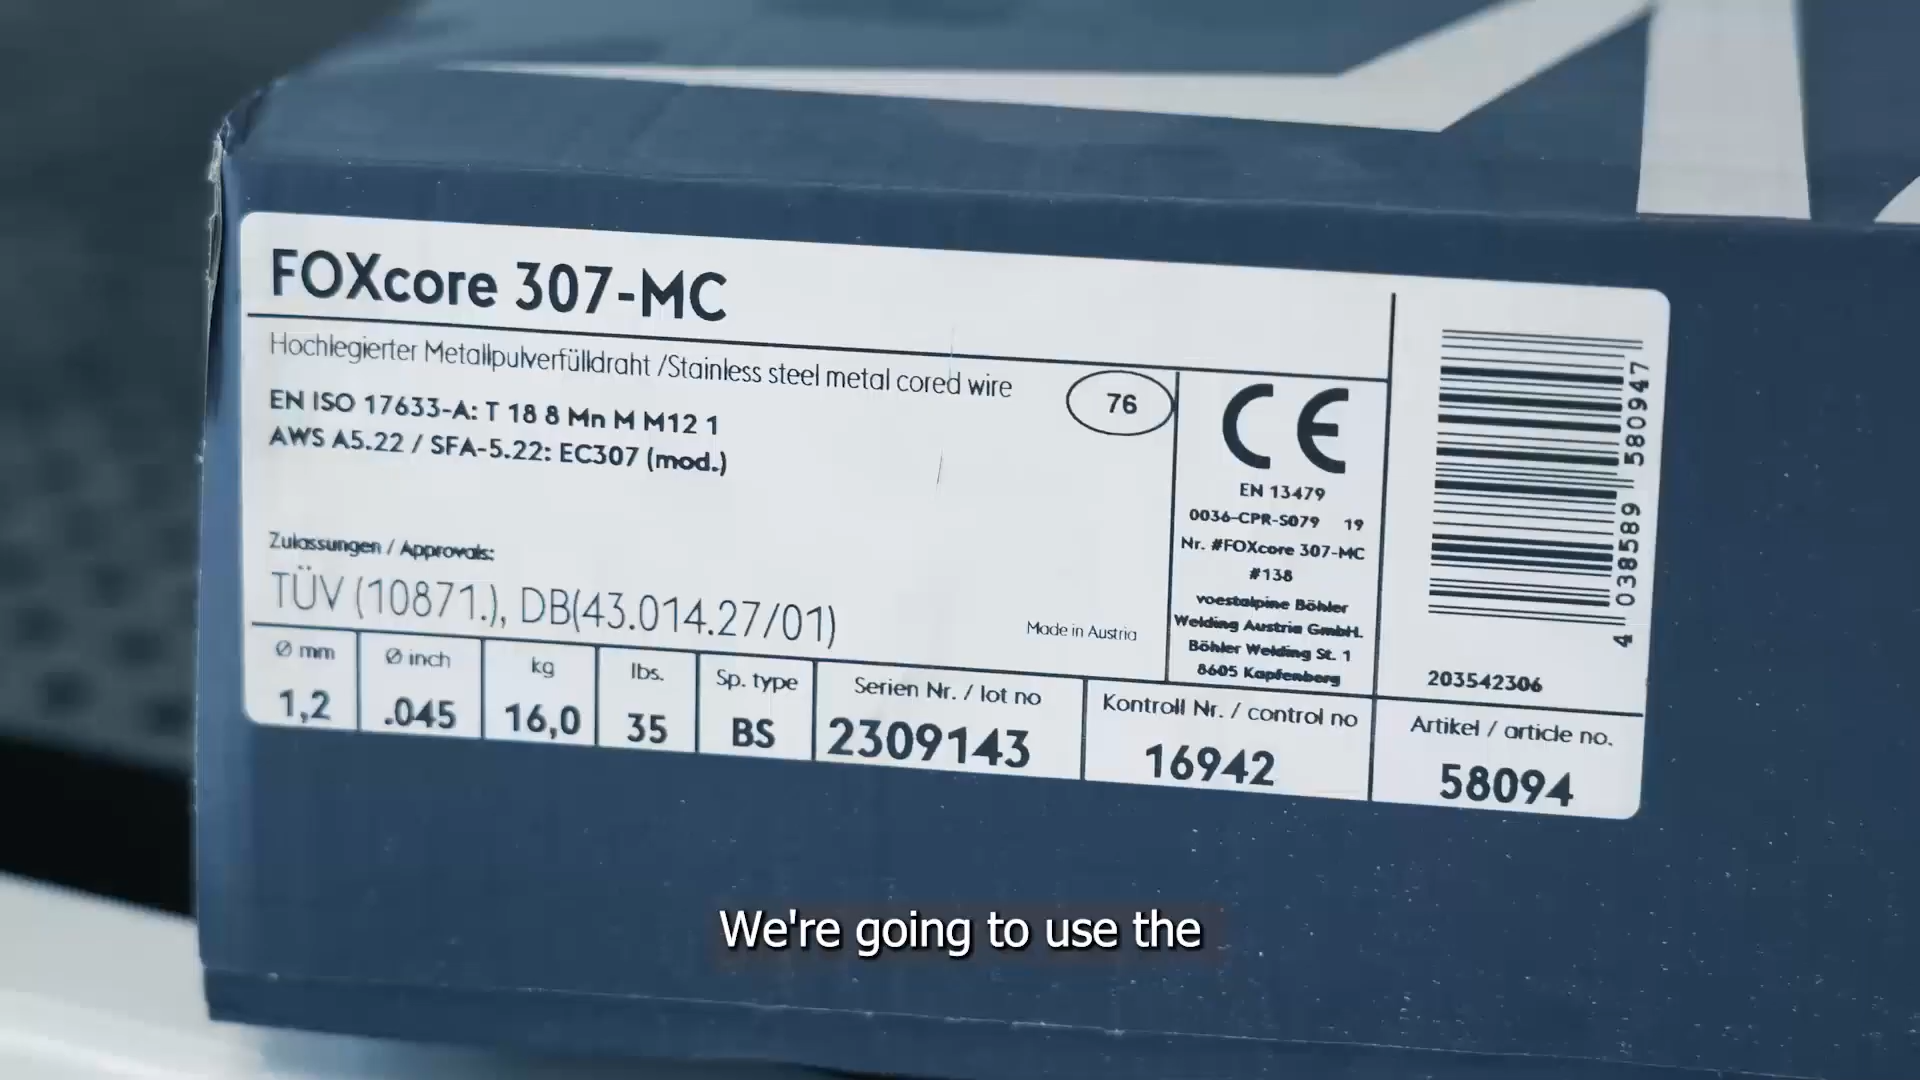 FOXcore 307-MC
Hochlegierter Metallpulverfülldraht /Stainless steel metal cored wire
EN ISO 17633-A: T 18 8 Mn M M12 1
AWS A5.22 / SFA-5.22: EC307 (mod.)
76
Zulassungen / Approvals:
TÜV (10871.), DB(43.014.27/01)
Made in Austria
CE
EN 13479
0036-CPR-S079 19
Nr. #FOXcore 307-MC
#138
voestalpine Böhler
Welding Austria GmbH.
Böhler Welding St. 1
8605 Kapfenberg
4 038589 580947
203542306
Ø mm
1,2
Ø inch
.045
kg
16,0
lbs.
35
Sp. type
BS
Serien Nr. / lot no
2309143
Kontroll Nr. / control no
16942
Artikel / article no.
58094
We're going to use the